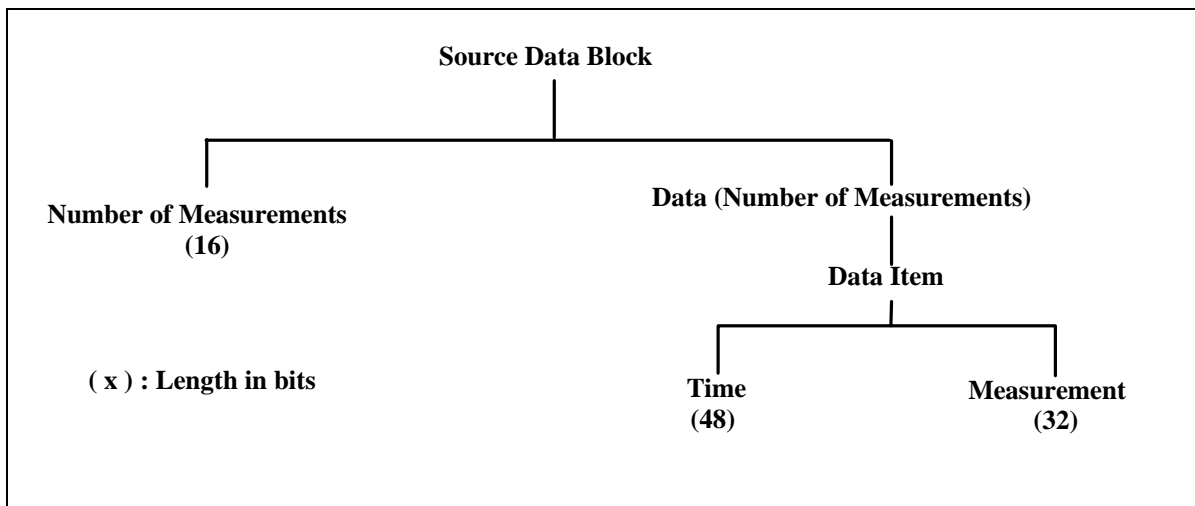 Source Data Block
Number of Measurements
(16)
Data (Number of Measurements)
Data Item
( x ) : Length in bits
Time
(48)
Measurement
(32)